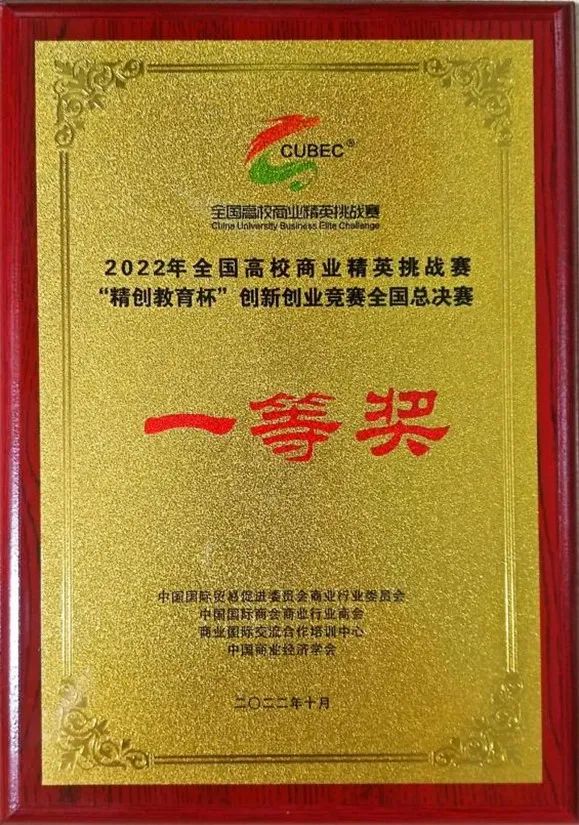 CUBEC®
全国高校商业精英挑战赛
China University Business Elite Challenge
2022年全国高校商业精英挑战赛
“精创教育杯”创新创业竞赛全国总决赛
一等奖
中国国际贸易促进委员会商业行业委员会
中国国际商会商业行业商会
商业国际交流合作培训中心
中国商业经济学会
二〇二二年十月